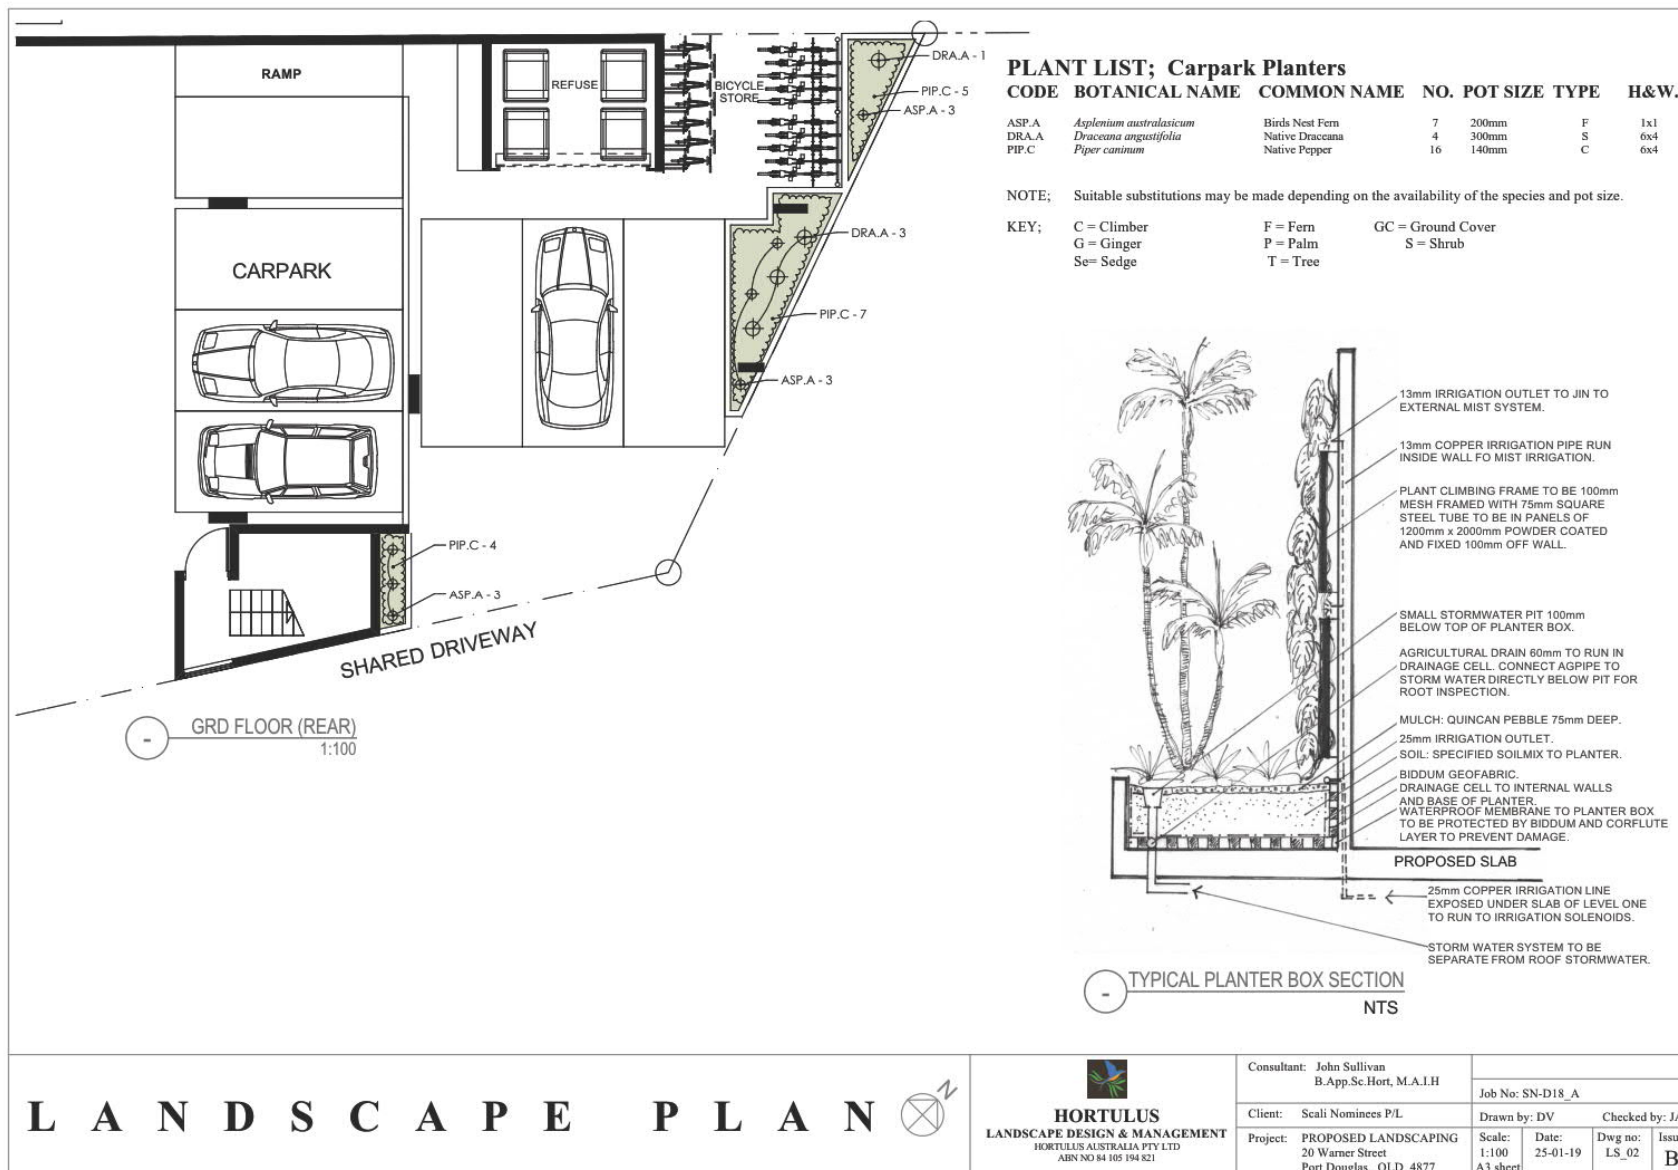 RAMP
REFUSE
BICYCLE
STORE
DRA.A - 1
PIP.C - 5
ASP.A - 3
CARPARK
DRA.A - 3
PIP.C - 7
ASP.A - 3
PIP.C - 4
ASP.A - 3
SHARED DRIVEWAY
- GRD FLOOR (REAR)
1:100
PLANT LIST; Carpark Planters
CODE BOTANICAL NAME COMMON NAME NO. POT SIZE TYPE H&W.
ASP.A Asplenium australasicum Birds Nest Fern 7 200mm F 1x1
DRA.A Draceana angustifolia Native Draceana 4 300mm S 6x4
PIP.C Piper caninum Native Pepper 16 140mm C 6x4
NOTE; Suitable substitutions may be made depending on the availability of the species and pot size.
KEY; C = Climber F = Fern GC = Ground Cover
G = Ginger P = Palm S = Shrub
Se= Sedge T = Tree
13mm IRRIGATION OUTLET TO JIN TO
EXTERNAL MIST SYSTEM.
13mm COPPER IRRIGATION PIPE RUN
INSIDE WALL FO MIST IRRIGATION.
PLANT CLIMBING FRAME TO BE 100mm
MESH FRAMED WITH 75mm SQUARE
STEEL TUBE TO BE IN PANELS OF
1200mm x 2000mm POWDER COATED
AND FIXED 100mm OFF WALL.
SMALL STORMWATER PIT 100mm
BELOW TOP OF PLANTER BOX.
AGRICULTURAL DRAIN 60mm TO RUN IN
DRAINAGE CELL. CONNECT AGPIPE TO
STORM WATER DIRECTLY BELOW PIT FOR
ROOT INSPECTION.
MULCH: QUINCAN PEBBLE 75mm DEEP.
25mm IRRIGATION OUTLET.
SOIL: SPECIFIED SOILMIX TO PLANTER.
BIDDUM GEOFABRIC.
DRAINAGE CELL TO INTERNAL WALLS
AND BASE OF PLANTER.
WATERPROOF MEMBRANE TO PLANTER BOX
TO BE PROTECTED BY BIDDUM AND CORFLUTE
LAYER TO PREVENT DAMAGE.
PROPOSED SLAB
25mm COPPER IRRIGATION LINE
EXPOSED UNDER SLAB OF LEVEL ONE
TO RUN TO IRRIGATION SOLENOIDS.
STORM WATER SYSTEM TO BE
SEPARATE FROM ROOF STORMWATER.
- TYPICAL PLANTER BOX SECTION
NTS
LANDSCAPE PLAN
N
HORTULUS
LANDSCAPE DESIGN & MANAGEMENT
HORTULUS AUSTRALIA PTY LTD
ABN NO 84 105 194 821
Consultant: John Sullivan
B.App.Sc.Hort, M.A.I.H
Client: Scali Nominees P/L
Project: PROPOSED LANDSCAPING
20 Warner Street
Port Douglas, QLD, 4877
Job No: SN-D18_A
Drawn by: DV Checked by:
Scale: Date: Dwg no:
1:100 25-01-19 LS_02 B
A3 sheet